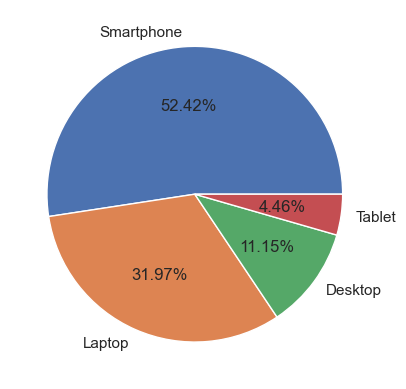 Smartphone
52.42%
4.46%
Tablet
11.15%
31.97%
Desktop
Laptop